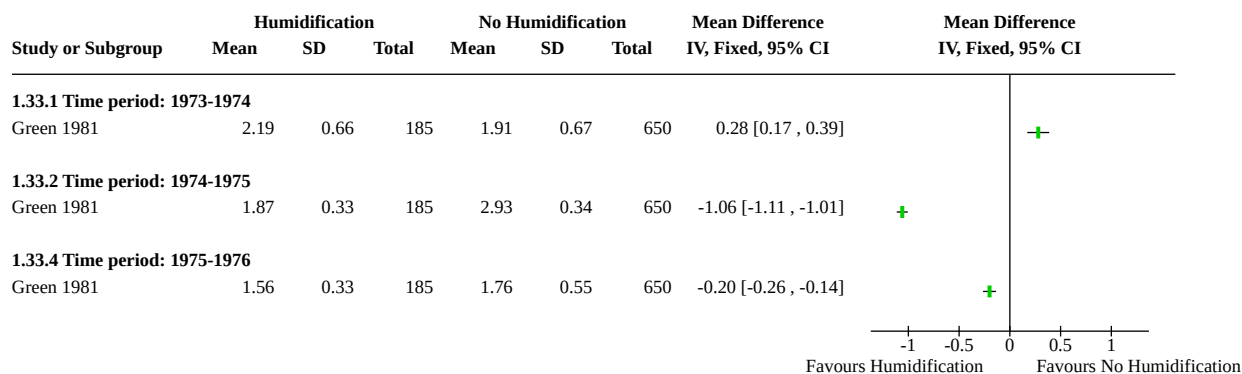 Humidification No Humidification Mean Difference Mean Difference
Study or Subgroup Mean SD Total Mean SD Total IV, Fixed, 95% CI IV, Fixed, 95% CI
1.33.1 Time period: 1973-1974
Green 1981 2.19 0.66 185 1.91 0.67 650 0.28 [0.17 , 0.39]
1.33.2 Time period: 1974-1975
Green 1981 1.87 0.33 185 2.93 0.34 650 -1.06 [-1.11 , -1.01]
1.33.4 Time period: 1975-1976
Green 1981 1.56 0.33 185 1.76 0.55 650 -0.20 [-0.26 , -0.14]
-1 -0.5 0 0.5 1
Favours Humidification Favours No Humidification